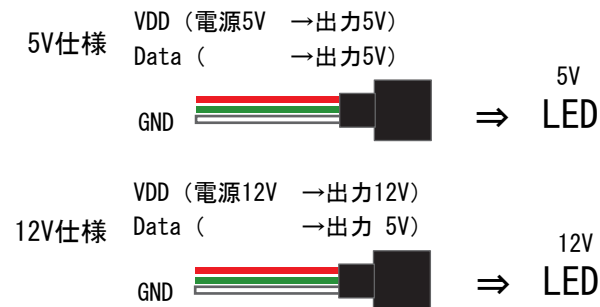 5V仕様
VDD (電源5V →出力5V)
Data ( →出力5V)
GND
⇒
5V
LED
12V仕様
VDD (電源12V →出力12V)
Data ( →出力 5V)
GND
⇒
12V
LED